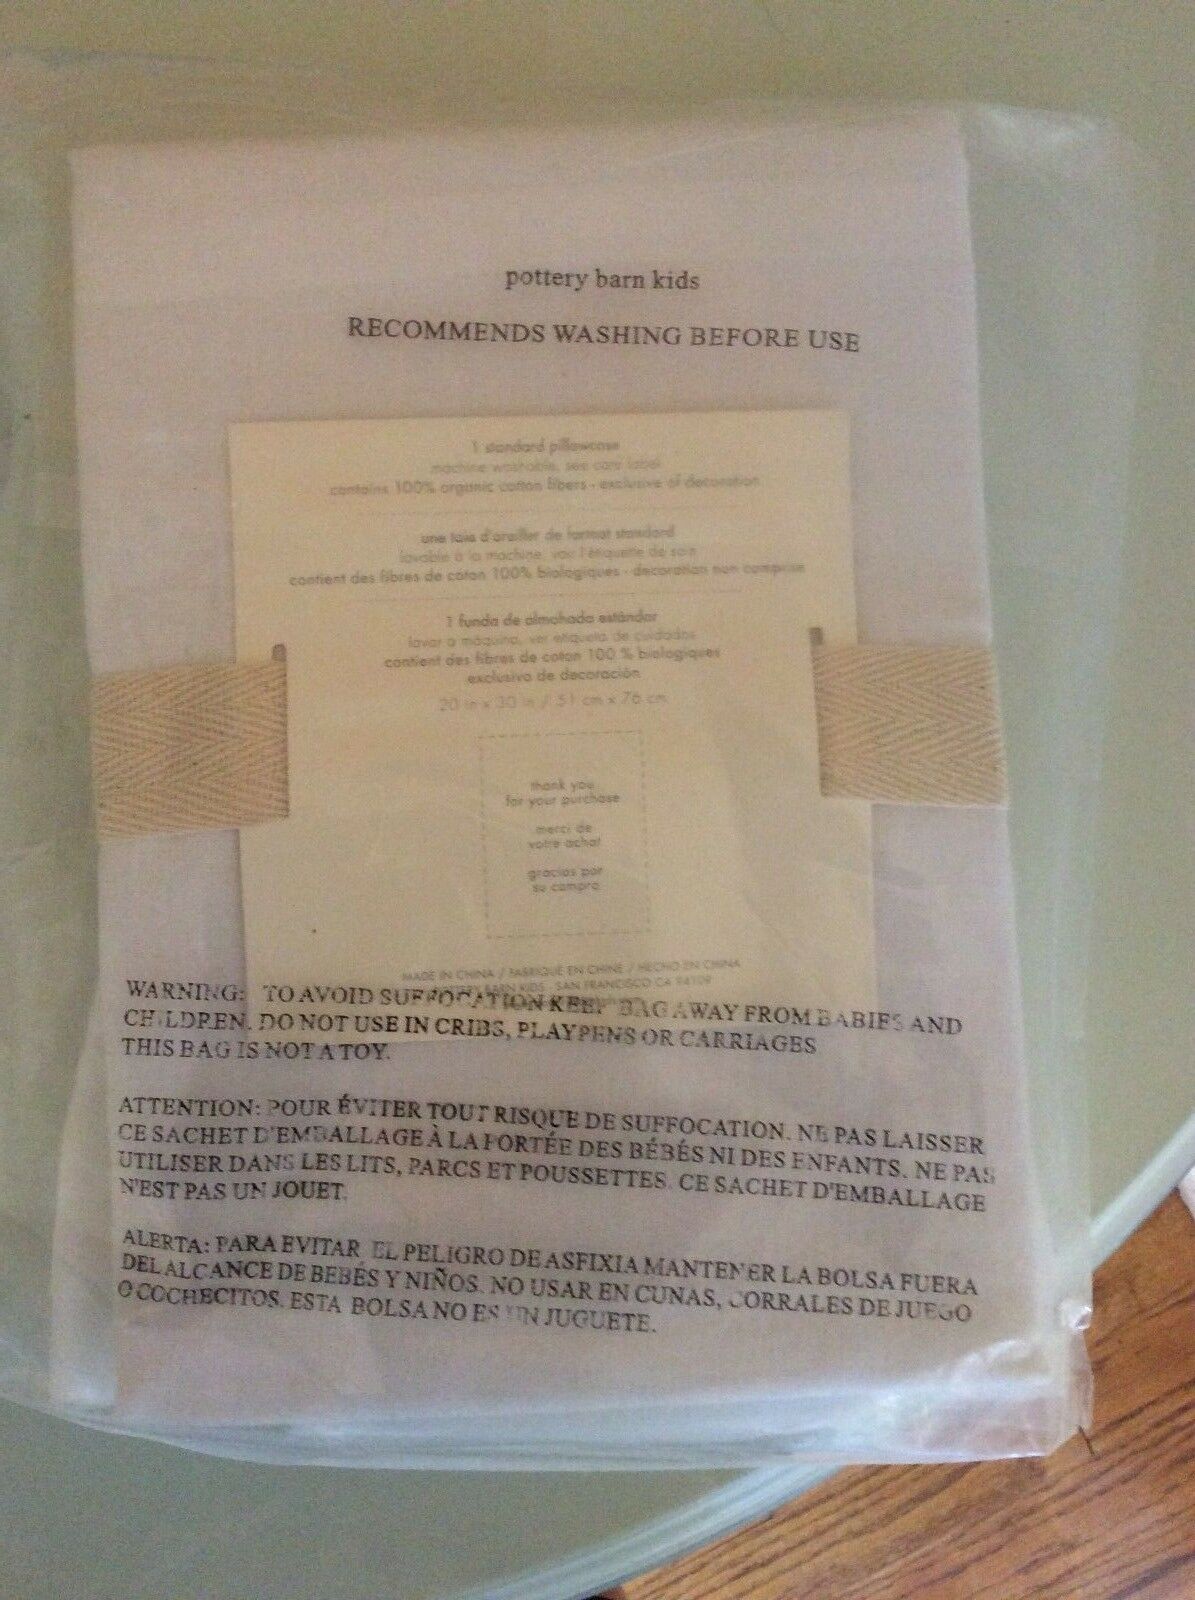 pottery barn kids
RECOMMENDS WASHING BEFORE USE
1 standard pillowcase
machine washable, see care label
contains 100% organic cotton fibers - exclusive of decoration
une taie d'oreiller de format standard
lavable à la machine, voir l'étiquette de soin
contient des fibres de coton 100% biologiques - decoration non comprise
1 funda de almohada estándar
lavar a máquina, ver etiqueta de cuidados
contient des fibres de coton 100 % biologiques
exclusivo de decoración
20 in x 30 in / 51 cm x 76 cm
thank you
for your purchase
merci de
votre achat
gracias por
su compra
MADE IN CHINA / FABRIQUÉ EN CHINE / HECHO EN CHINA
BARN KIDS SAN FRANCISCO CA 94109
WARNING: TO AVOID SUFFOCATION KEEP BAG AWAY FROM BABIES AND
CHILDREN. DO NOT USE IN CRIBS, PLAYPENS OR CARRIAGES
THIS BAG IS NOT A TOY.
ATTENTION: POUR ÉVITER TOUT RISQUE DE SUFFOCATION. NE PAS LAISSER
CE SACHET D'EMBALLAGE À LA PORTÉE DES BÉBÉS NI DES ENFANTS. NE PAS
UTILISER DANS LES LITS, PARCS ET POUSSETTES. CE SACHET D'EMBALLAGE
N'EST PAS UN JOUET.
ALERTA: PARA EVITAR EL PELIGRO DE ASFIXIA MANTENER LA BOLSA FUERA
DEL ALCANCE DE BEBÉS Y NIÑOS. NO USAR EN CUNAS, CORRALES DE JUEGO
O COCHECITOS. ESTA BOLSA NO ES UN JUGUETE.